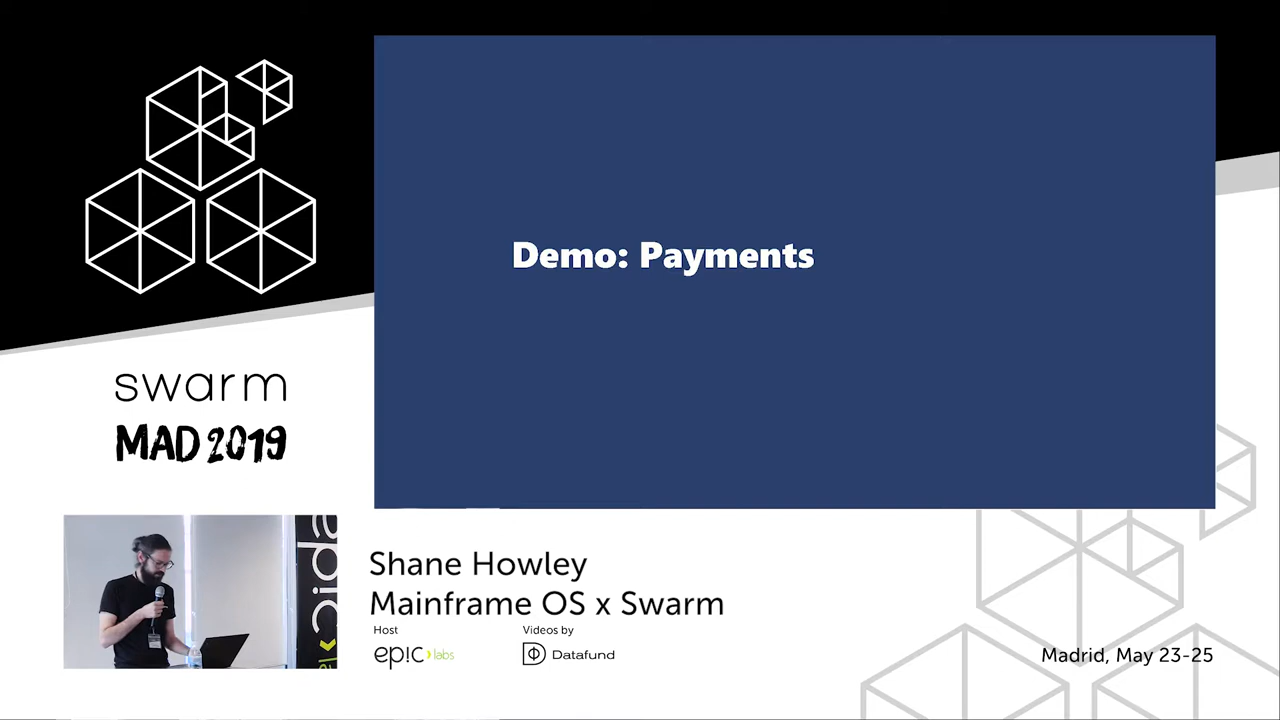 Demo: Payments
swarm
MAD 2019
Shane Howley
Mainframe OS x Swarm
Host
Videos by
ep!c labs
Datafund
Madrid, May 23-25